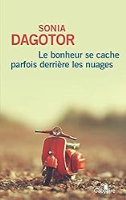 SONIA
DAGOTOR
Le bonheur se cache
parfois derrière les nuages